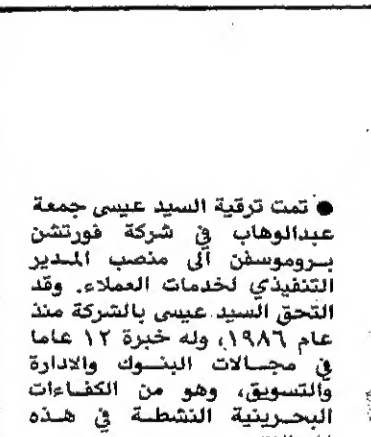 ● تمت ترقية السيد عيسى جمعة
عبدالوهاب في شركة فورتشن
بروموسفن الى منصب المدير
التنفيذي لخدمات العملاء. وقد
التحق السيد عيسى بالشركة منذ
عام ١٩٨٦، وله خبرة ١٢ عاما
في مجالات البنوك والادارة
والتسويق، وهو من الكفاءات
البحرينية النشطة في هذه